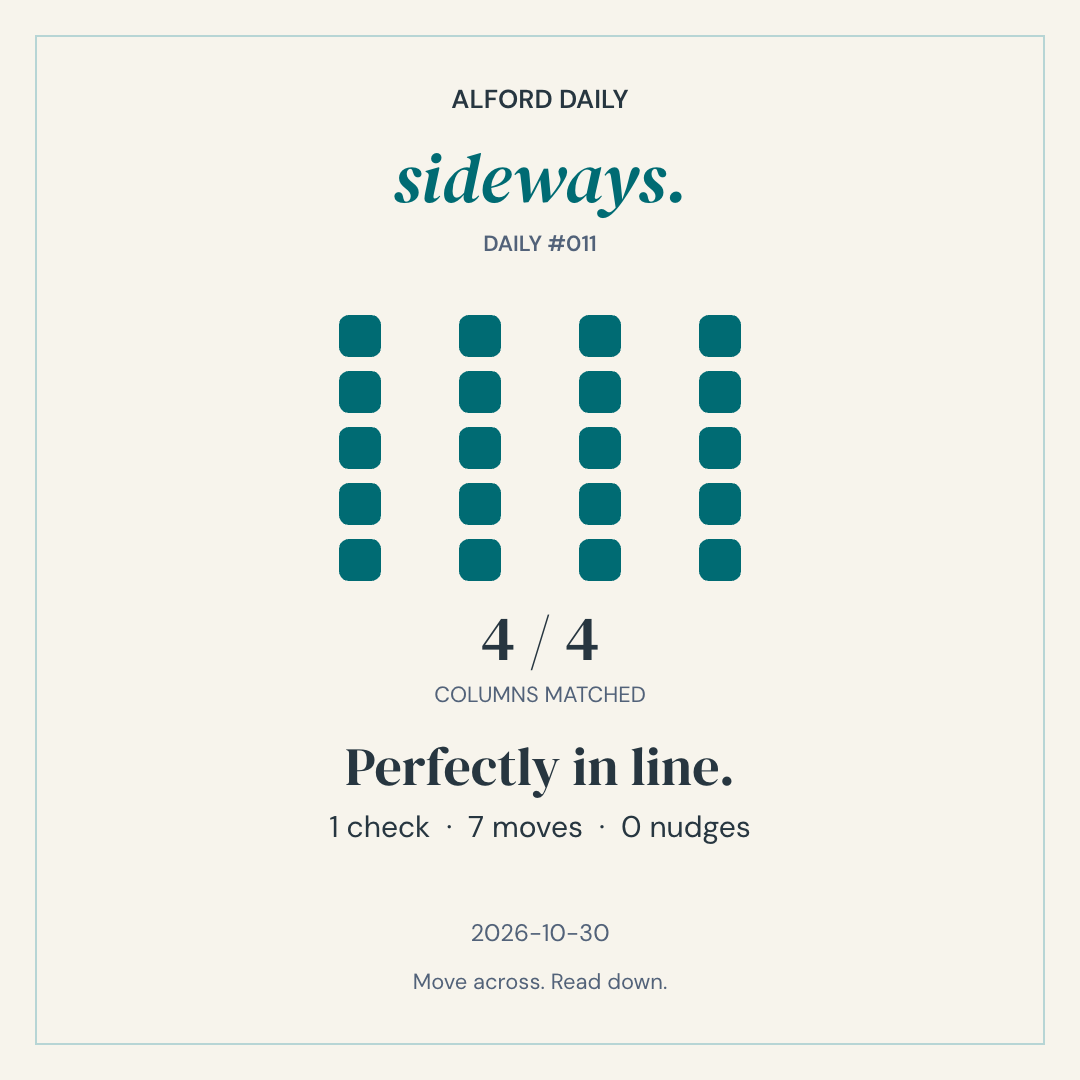 ALFORD DAILY
sideways.
DAILY #011
4 / 4
COLUMNS MATCHED
Perfectly in line.
1 check · 7 moves · 0 nudges
2026-10-30
Move across. Read down.